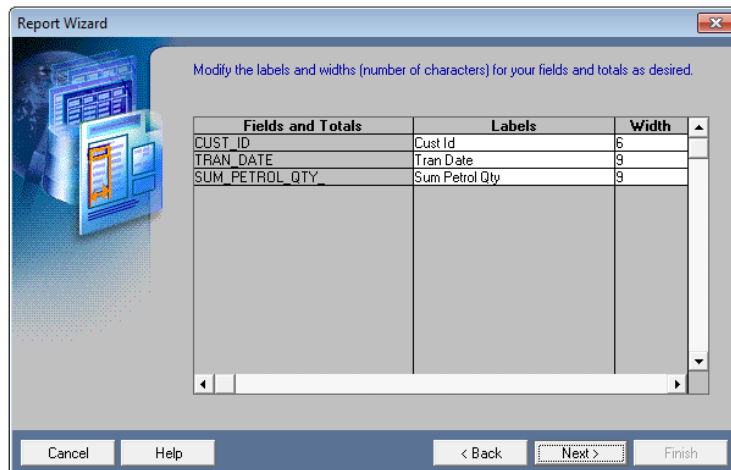 Report Wizard
Modify the labels and widths (number of characters) for your fields and totals as desired.
Fields and Totals Labels Width
CUST_ID Cust Id 6
TRAN_DATE Tran Date 9
SUM_PETROL_QTY_ Sum Petrol Qty 9
Cancel Help < Back Next > Finish